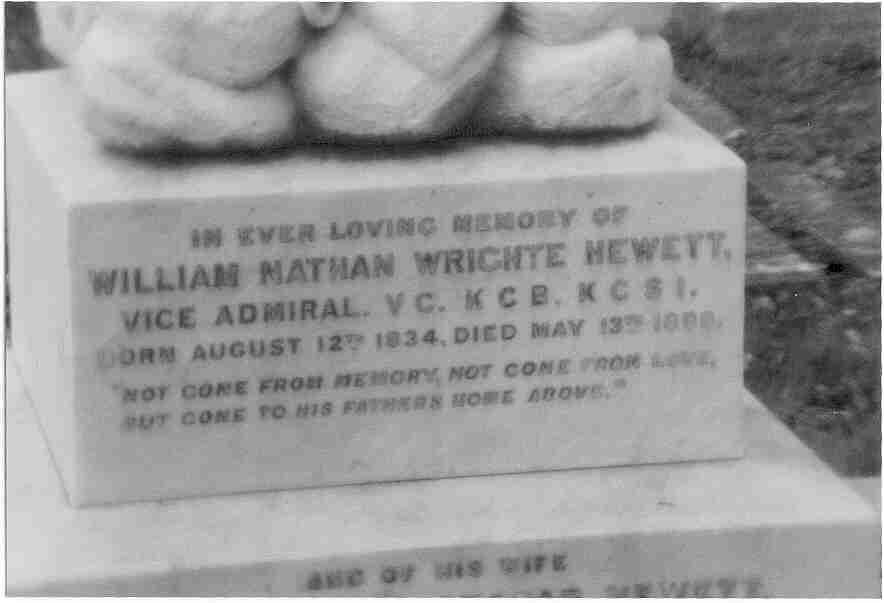 IN EVER LOVING MEMORY OF
WILLIAM NATHAN WRIGHTE HEWETT,
VICE ADMIRAL. V C. K C B. K C S I.
BORN AUGUST 12TH 1834, DIED MAY 13TH
"NOT GONE FROM MEMORY, NOT GONE FROM LOVE,
BUT GONE TO HIS FATHERS HOME ABOVE."
AND OF HIS WIFE
HEWETT